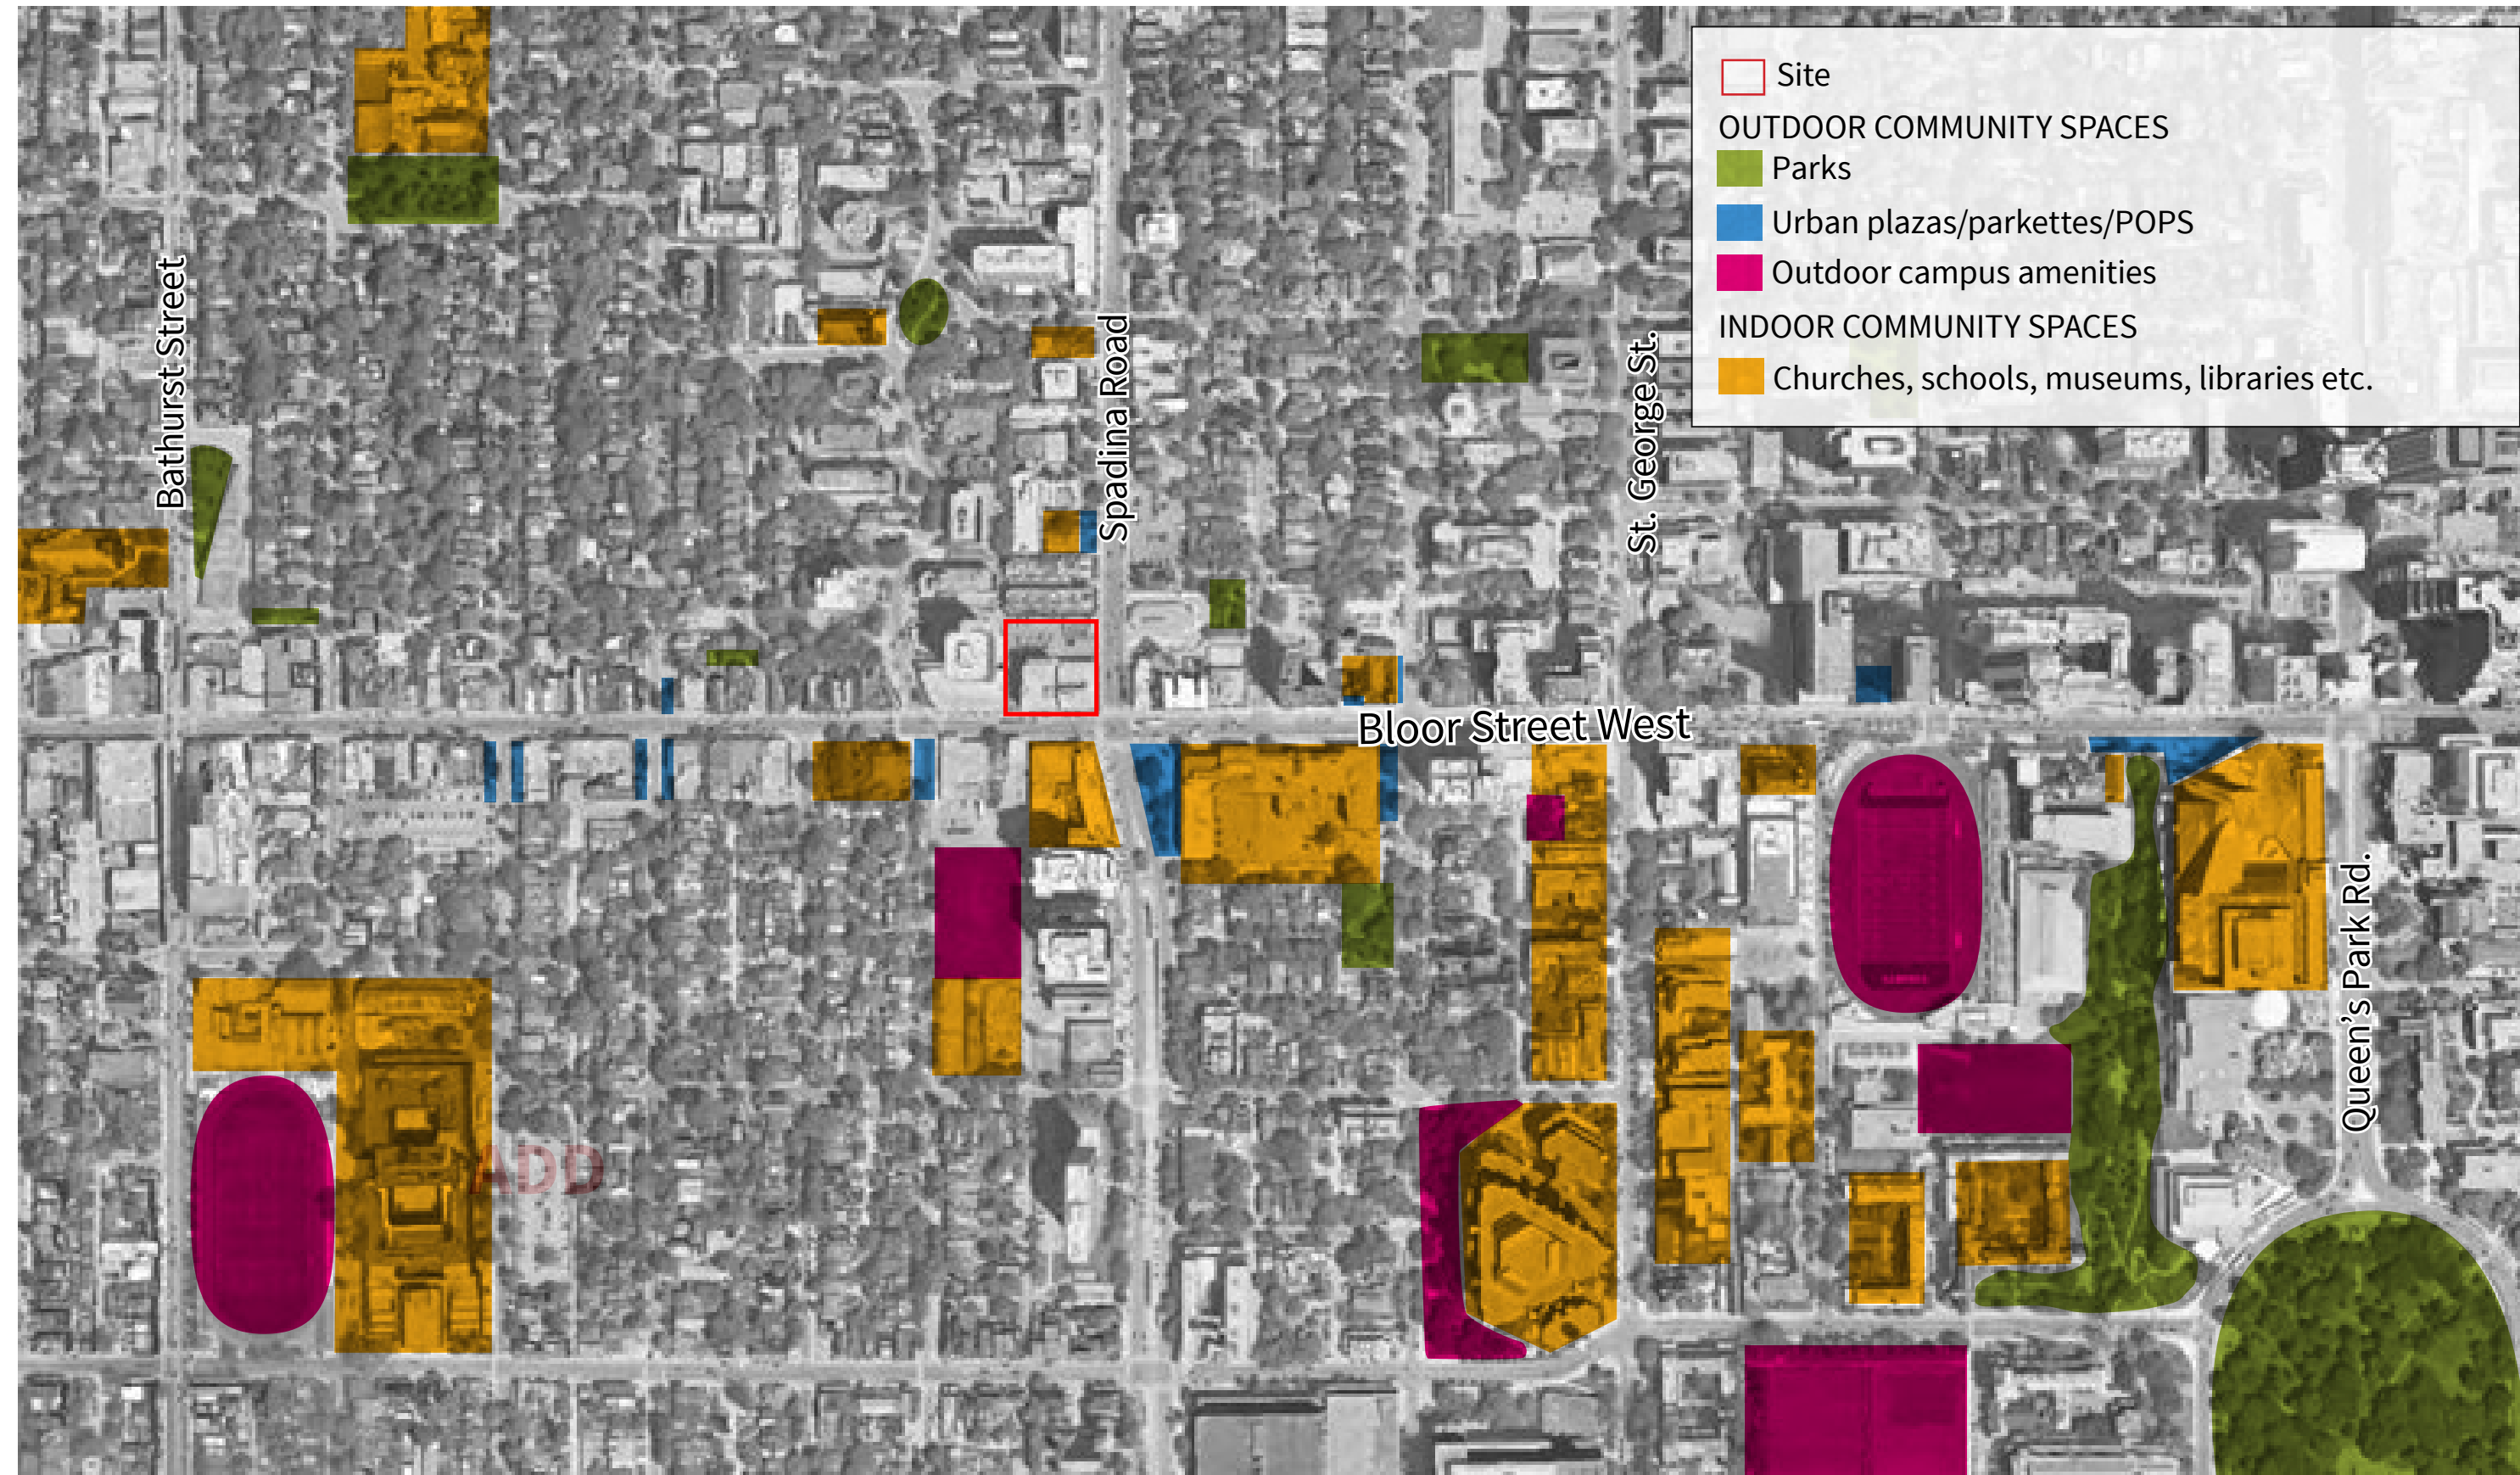 Site
OUTDOOR COMMUNITY SPACES
Parks
Urban plazas/parkettes/POPS
Outdoor campus amenities
INDOOR COMMUNITY SPACES
Churches, schools, museums, libraries etc.
Bathurst Street
Spadina Road
St. George St.
Bloor Street West
Queen's Park Rd.
ADD